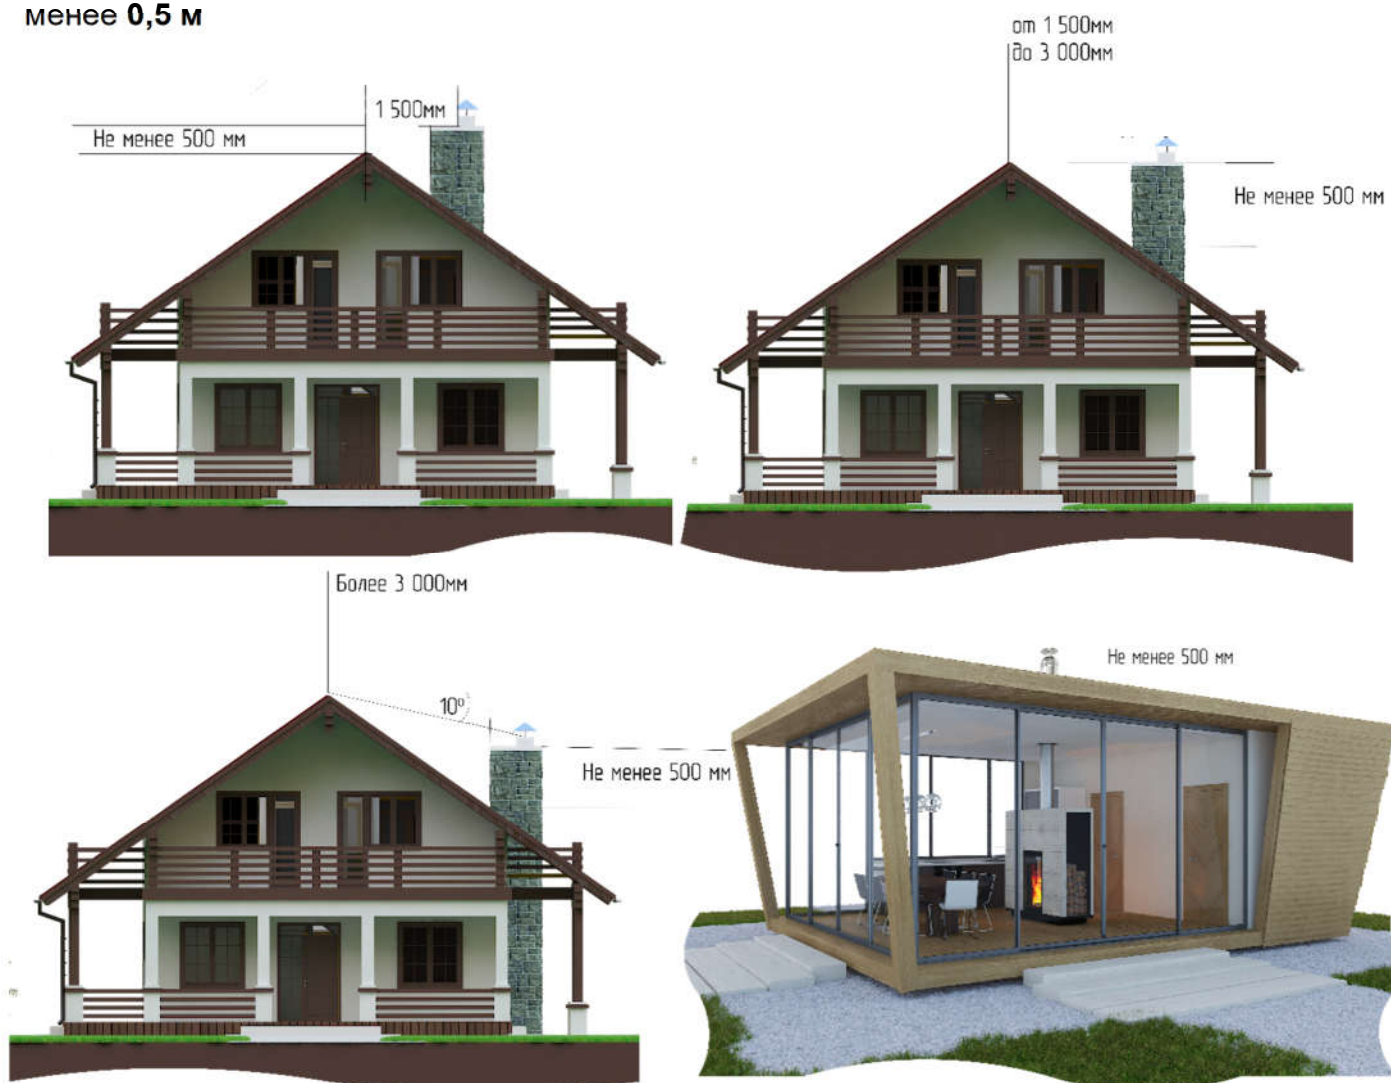 менее 0,5 м
от 1 500мм
до 3 000мм
1 500мм
Не менее 500 мм
Не менее 500 мм
Более 3 000мм
10°
Не менее 500 мм
Не менее 500 мм